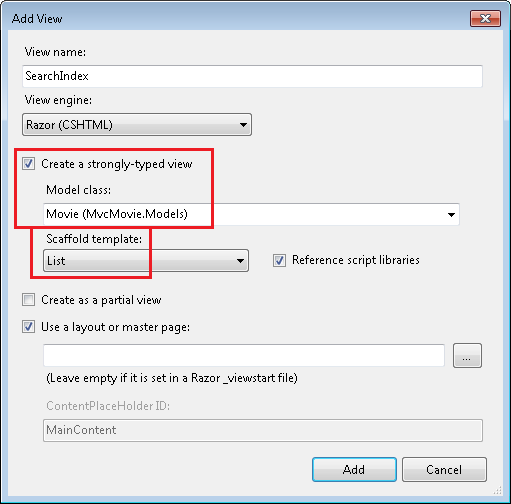 Add View
View name:
SearchIndex
View engine:
Razor (CSHTML)
Create a strongly-typed view
Model class:
Movie (MvcMovie.Models)
Scaffold template:
List
Reference script libraries
Create as a partial view
Use a layout or master page:
...
(Leave empty if it is set in a Razor _viewstart file)
ContentPlaceHolder ID:
MainContent
Add
Cancel